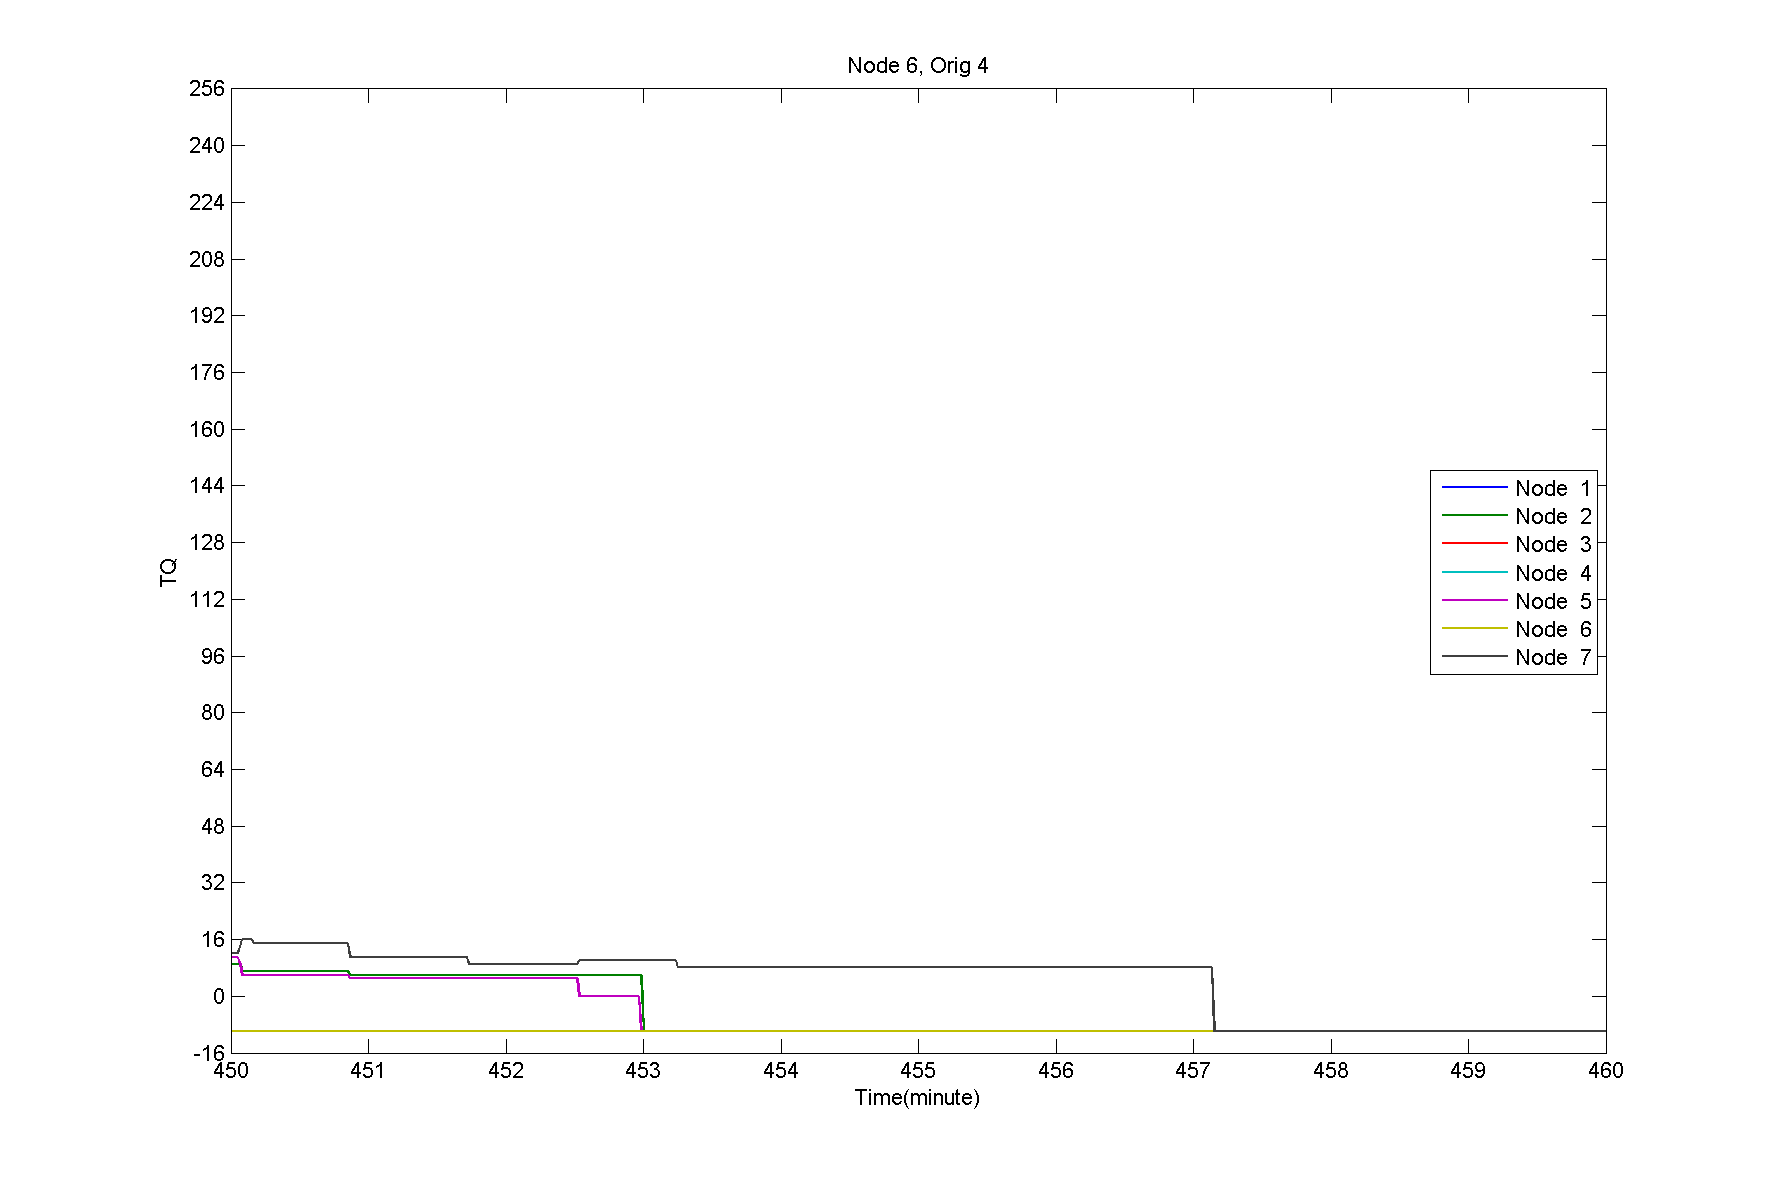 Node 6, Orig 4
256
240
224
208
192
176
160
144
128
112
96
80
64
48
32
16
0
-16
TQ
Node 1
Node 2
Node 3
Node 4
Node 5
Node 6
Node 7
450 451 452 453 454 455 456 457 458 459 460
Time(minute)